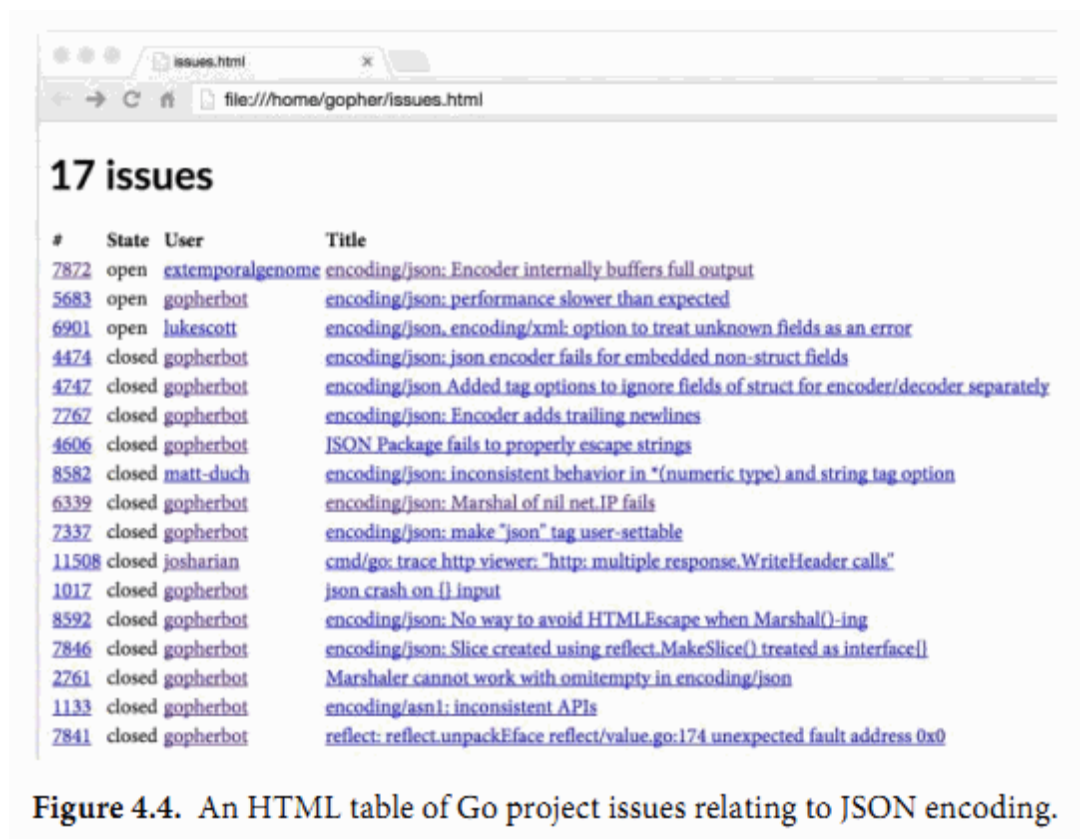 issues.html
file:///home/gopher/issues.html
17 issues
# State User Title
7872 open extemporalgenome encoding/json: Encoder internally buffers full output
5683 open gopherbot encoding/json: performance slower than expected
6901 open lukescott encoding/json, encoding/xml: option to treat unknown fields as an error
4474 closed gopherbot encoding/json: json encoder fails for embedded non-struct fields
4747 closed gopherbot encoding/json Added tag options to ignore fields of struct for encoder/decoder separately
7767 closed gopherbot encoding/json: Encoder adds trailing newlines
4606 closed gopherbot JSON Package fails to properly escape strings
8582 closed matt-duch encoding/json: inconsistent behavior in *(numeric type) and string tag option
6339 closed gopherbot encoding/json: Marshal of nil net.IP fails
7337 closed gopherbot encoding/json: make "json" tag user-settable
11508 closed josharian cmd/go: trace http viewer: "http: multiple response.WriteHeader calls"
1017 closed gopherbot json crash on {} input
8592 closed gopherbot encoding/json: No way to avoid HTMLEscape when Marshal()-ing
7846 closed gopherbot encoding/json: Slice created using reflect.MakeSlice() treated as interface[]
2761 closed gopherbot Marshaler cannot work with omitempty in encoding/json
1133 closed gopherbot encoding/asn1: inconsistent APIs
7841 closed gopherbot reflect: reflect.unpackEface reflect/value.go:174 unexpected fault address 0x0
Figure 4.4. An HTML table of Go project issues relating to JSON encoding.